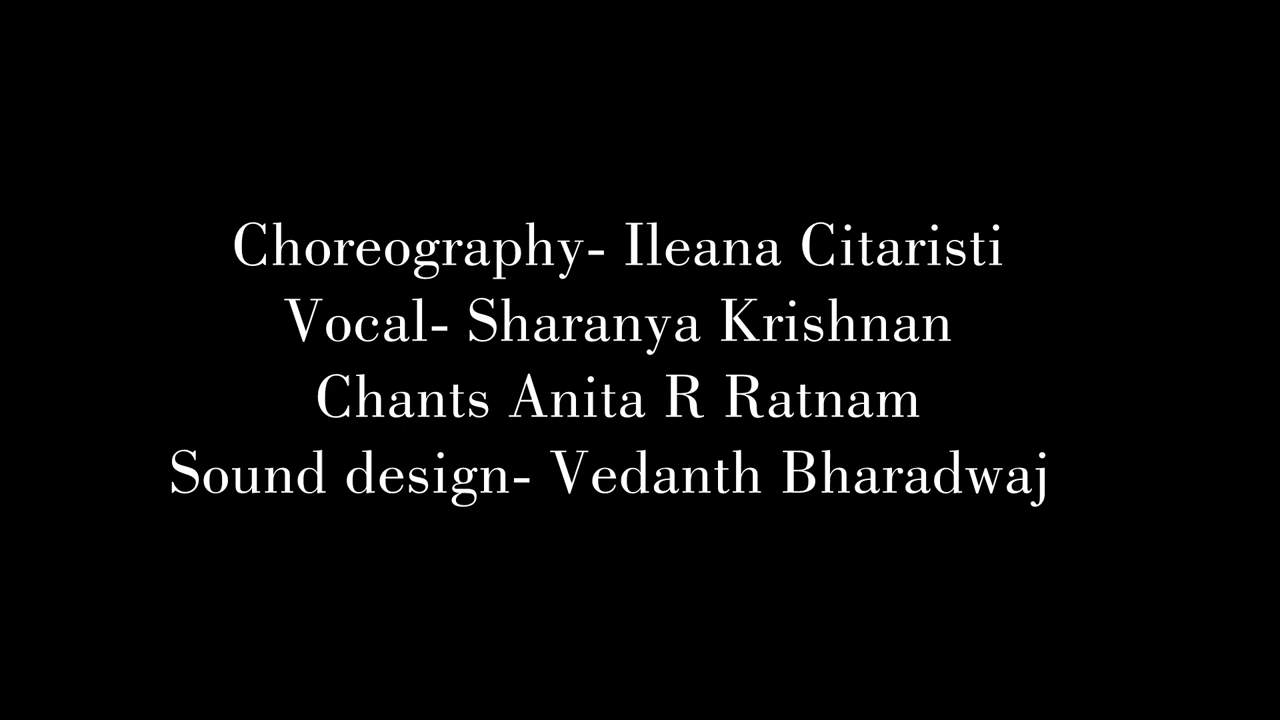 Choreography- Ileana Citaristi
Vocal- Sharanya Krishnan
Chants Anita R Ratnam
Sound design- Vedanth Bharadwaj